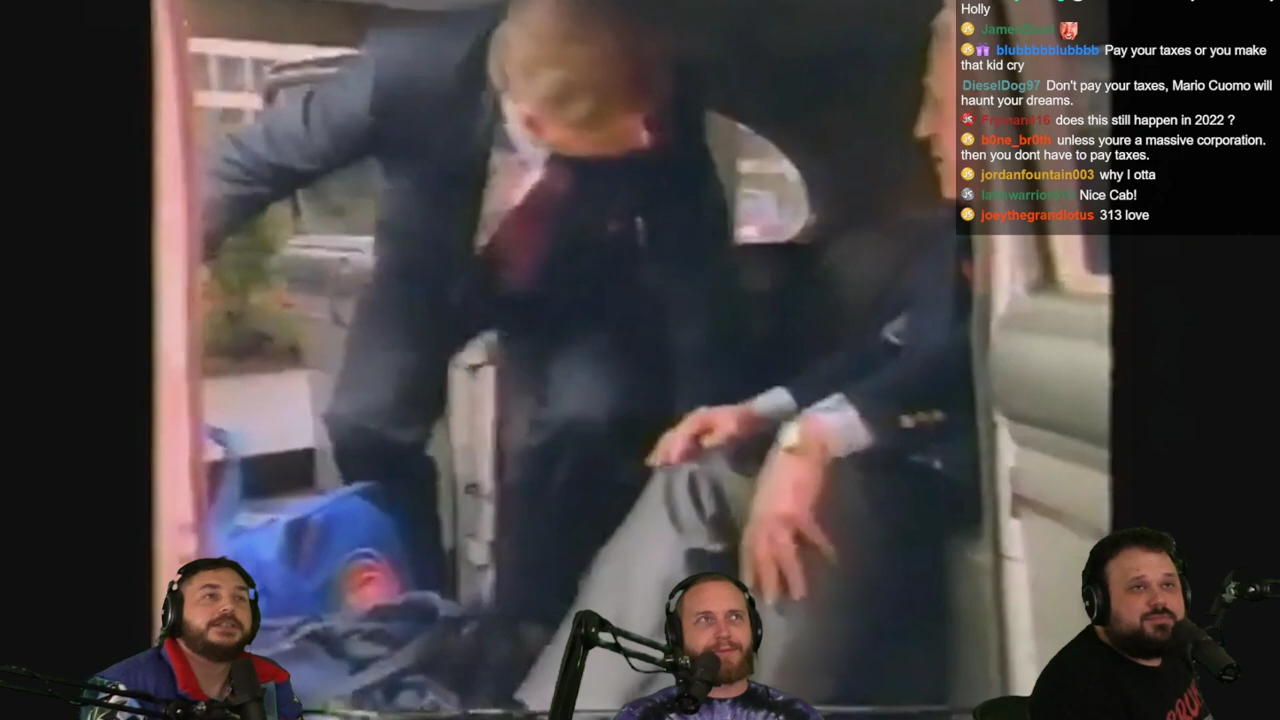 Holly
blubbbbblubbbb Pay your taxes or you make
that kid cry
DieselDog97 Don't pay your taxes, Mario Cuomo will
haunt your dreams.
does this still happen in 2022 ?
b0ne_br0th unless youre a massive corporation.
then you dont have to pay taxes.
jordanfountain003 why I otta
Nice Cab!
joeythegrandlotus 313 love